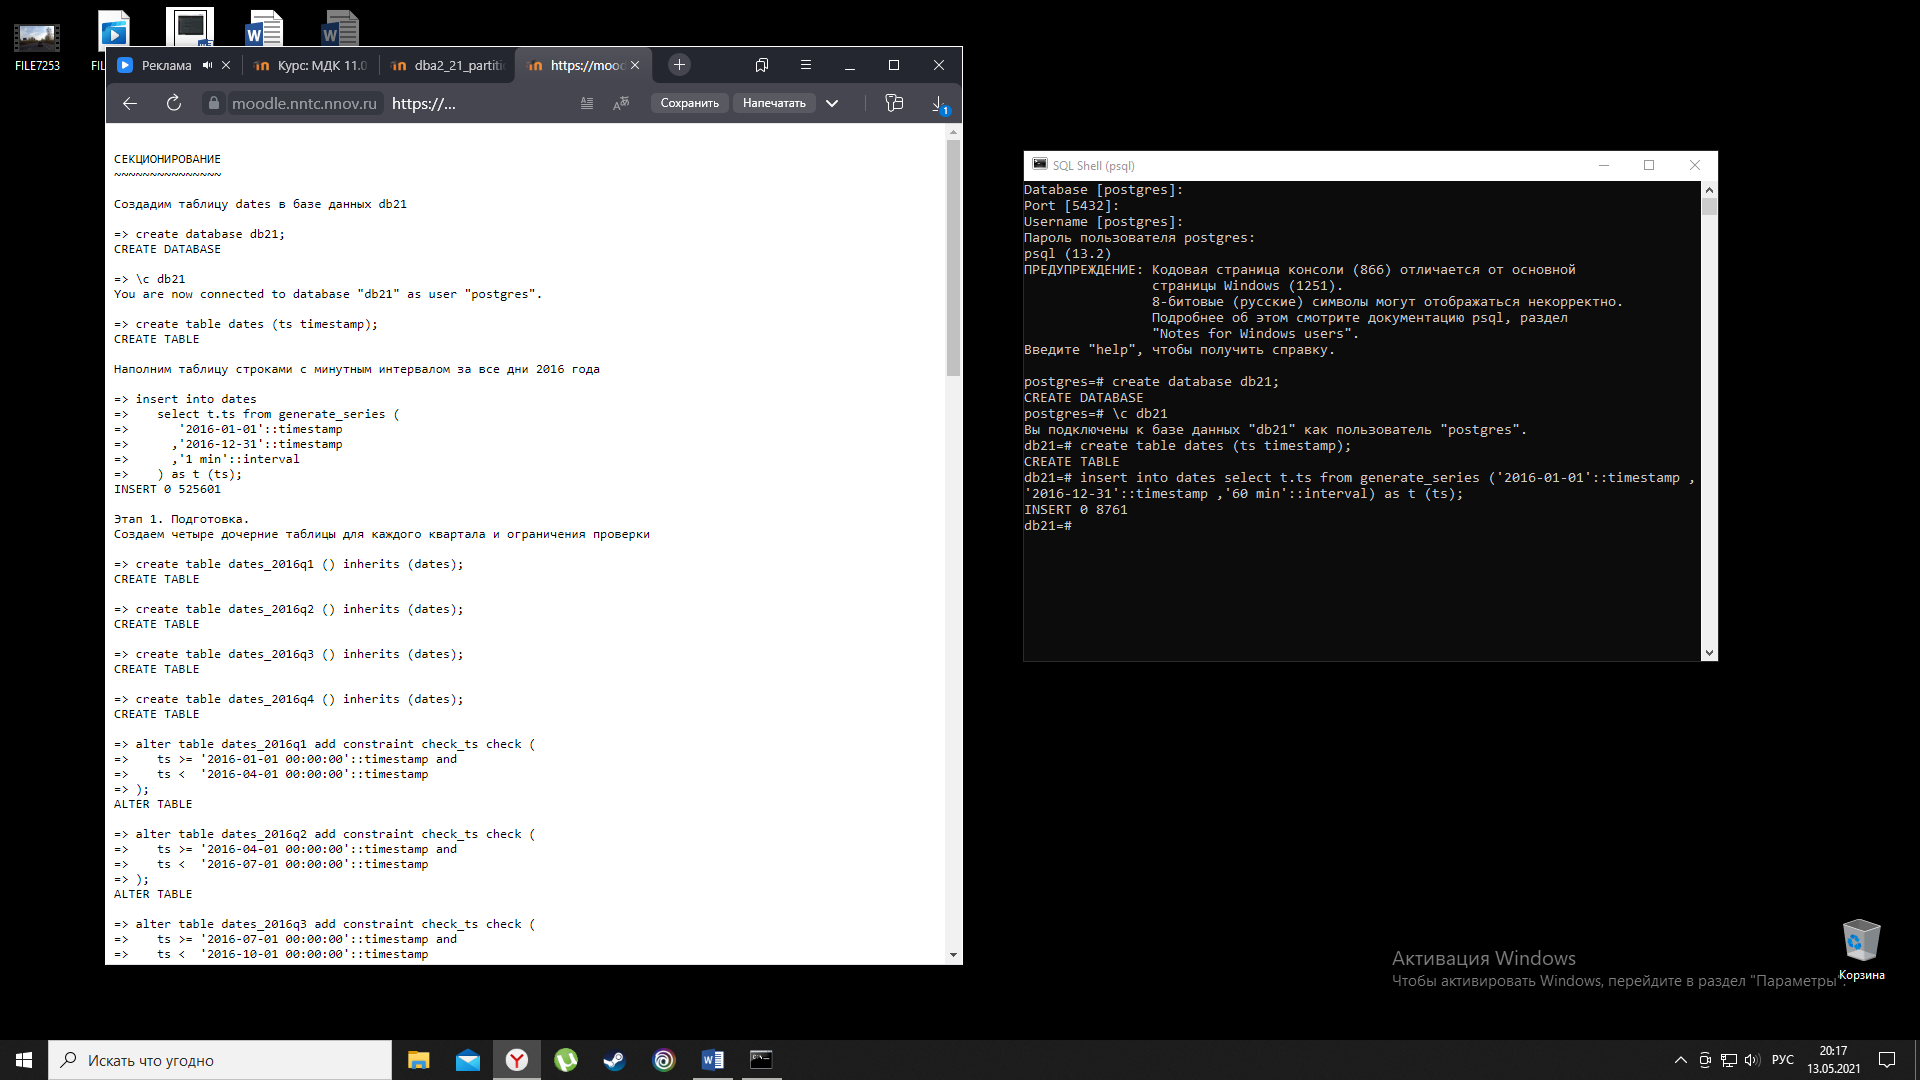 FILE7253
FIL
Реклама
Курс: МДК 11.0
dba2_21_partitio
https://mood
moodle.nntc.nnov.ru
https://...
Сохранить
Напечатать
1
СЕКЦИОНИРОВАНИЕ
~~~~~~~~~~~~~~~
Создадим таблицу dates в базе данных db21
=> create database db21;
CREATE DATABASE
=> \c db21
You are now connected to database "db21" as user "postgres".
=> create table dates (ts timestamp);
CREATE TABLE
Наполним таблицу строками с минутным интервалом за все дни 2016 года
=> insert into dates
=>    select t.ts from generate_series (
=>       '2016-01-01'::timestamp
=>      ,'2016-12-31'::timestamp
=>      ,'1 min'::interval
=>    ) as t (ts);
INSERT 0 525601
Этап 1. Подготовка.
Создаем четыре дочерние таблицы для каждого квартала и ограничения проверки
=> create table dates_2016q1 () inherits (dates);
CREATE TABLE
=> create table dates_2016q2 () inherits (dates);
CREATE TABLE
=> create table dates_2016q3 () inherits (dates);
CREATE TABLE
=> create table dates_2016q4 () inherits (dates);
CREATE TABLE
=> alter table dates_2016q1 add constraint check_ts check (
=>    ts >= '2016-01-01 00:00:00'::timestamp and
=>    ts <  '2016-04-01 00:00:00'::timestamp
=> );
ALTER TABLE
=> alter table dates_2016q2 add constraint check_ts check (
=>    ts >= '2016-04-01 00:00:00'::timestamp and
=>    ts <  '2016-07-01 00:00:00'::timestamp
=> );
ALTER TABLE
=> alter table dates_2016q3 add constraint check_ts check (
=>    ts >= '2016-07-01 00:00:00'::timestamp and
=>    ts <  '2016-10-01 00:00:00'::timestamp
SQL Shell (psql)
Database [postgres]:
Port [5432]:
Username [postgres]:
Пароль пользователя postgres:
psql (13.2)
ПРЕДУПРЕЖДЕНИЕ: Кодовая страница консоли (866) отличается от основной
страницы Windows (1251).
8-битовые (русские) символы могут отображаться некорректно.
Подробнее об этом смотрите документацию psql, раздел
"Notes for Windows users".
Введите "help", чтобы получить справку.
postgres=# create database db21;
CREATE DATABASE
postgres=# \c db21
Вы подключены к базе данных "db21" как пользователь "postgres".
db21=# create table dates (ts timestamp);
CREATE TABLE
db21=# insert into dates select t.ts from generate_series ('2016-01-01'::timestamp ,
'2016-12-31'::timestamp ,'60 min'::interval) as t (ts);
INSERT 0 8761
db21=#
Активация Windows
Чтобы активировать Windows, перейдите в раздел "Параметры".
Корзина
Искать что угодно
РУС
20:17
13.05.2021